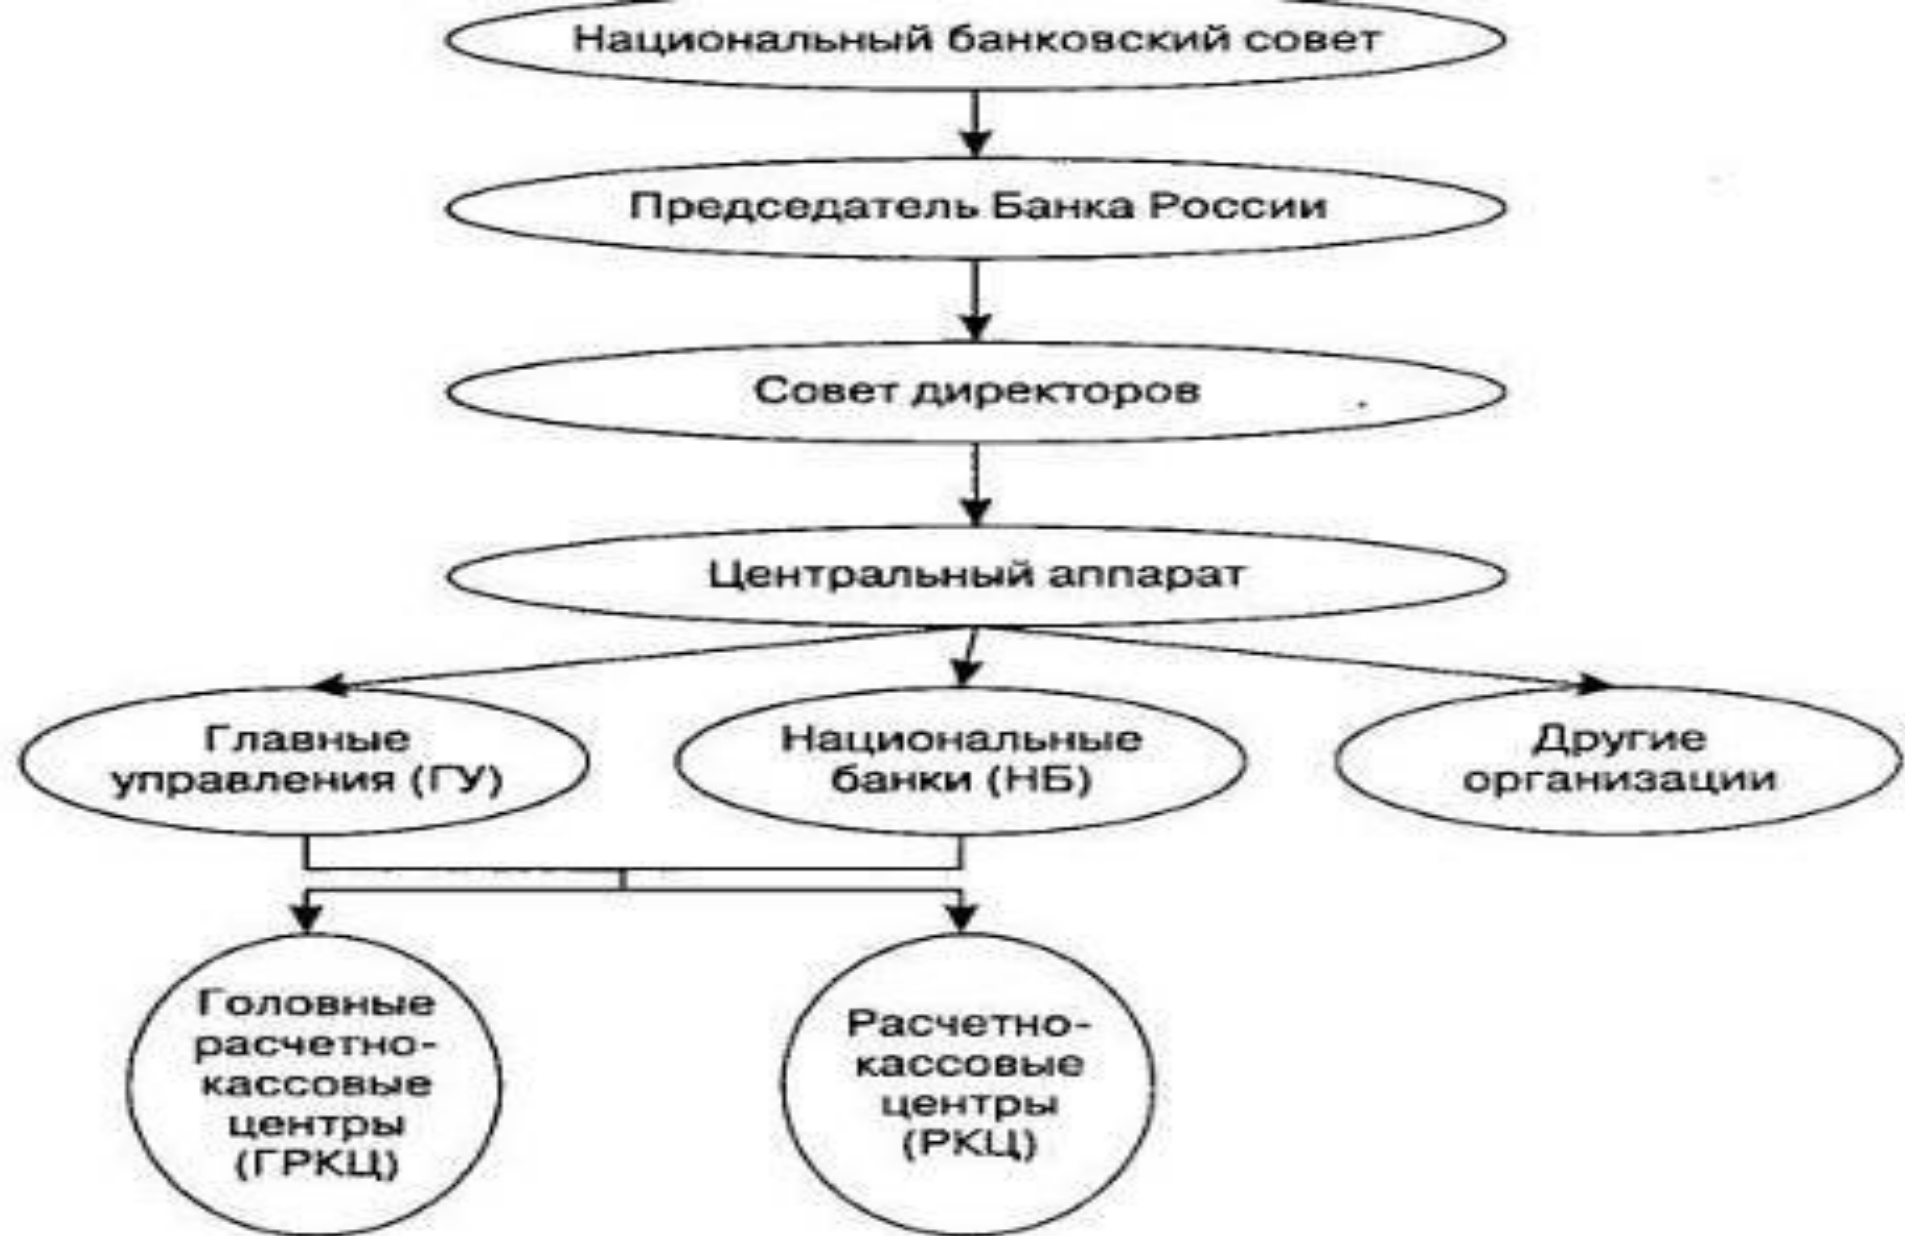 Национальный банковский совет
Председатель Банка России
Совет директоров
Центральный аппарат
Главные
управления (ГУ)
Национальные
банки (НБ)
Другие
организации
Головные
расчетно-
кассовые
центры
(ГРКЦ)
Расчетно-
кассовые
центры
(РКЦ)